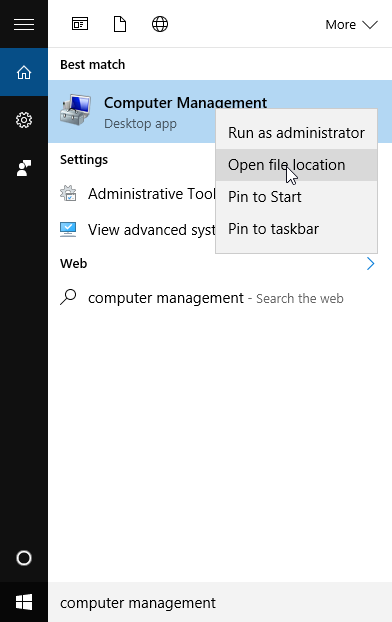 More
Best match
Computer Management
Desktop app
Run as administrator
Open file location
Pin to Start
Pin to taskbar
Settings
Administrative Tool
View advanced syst
Web
computer management - Search the web
computer management